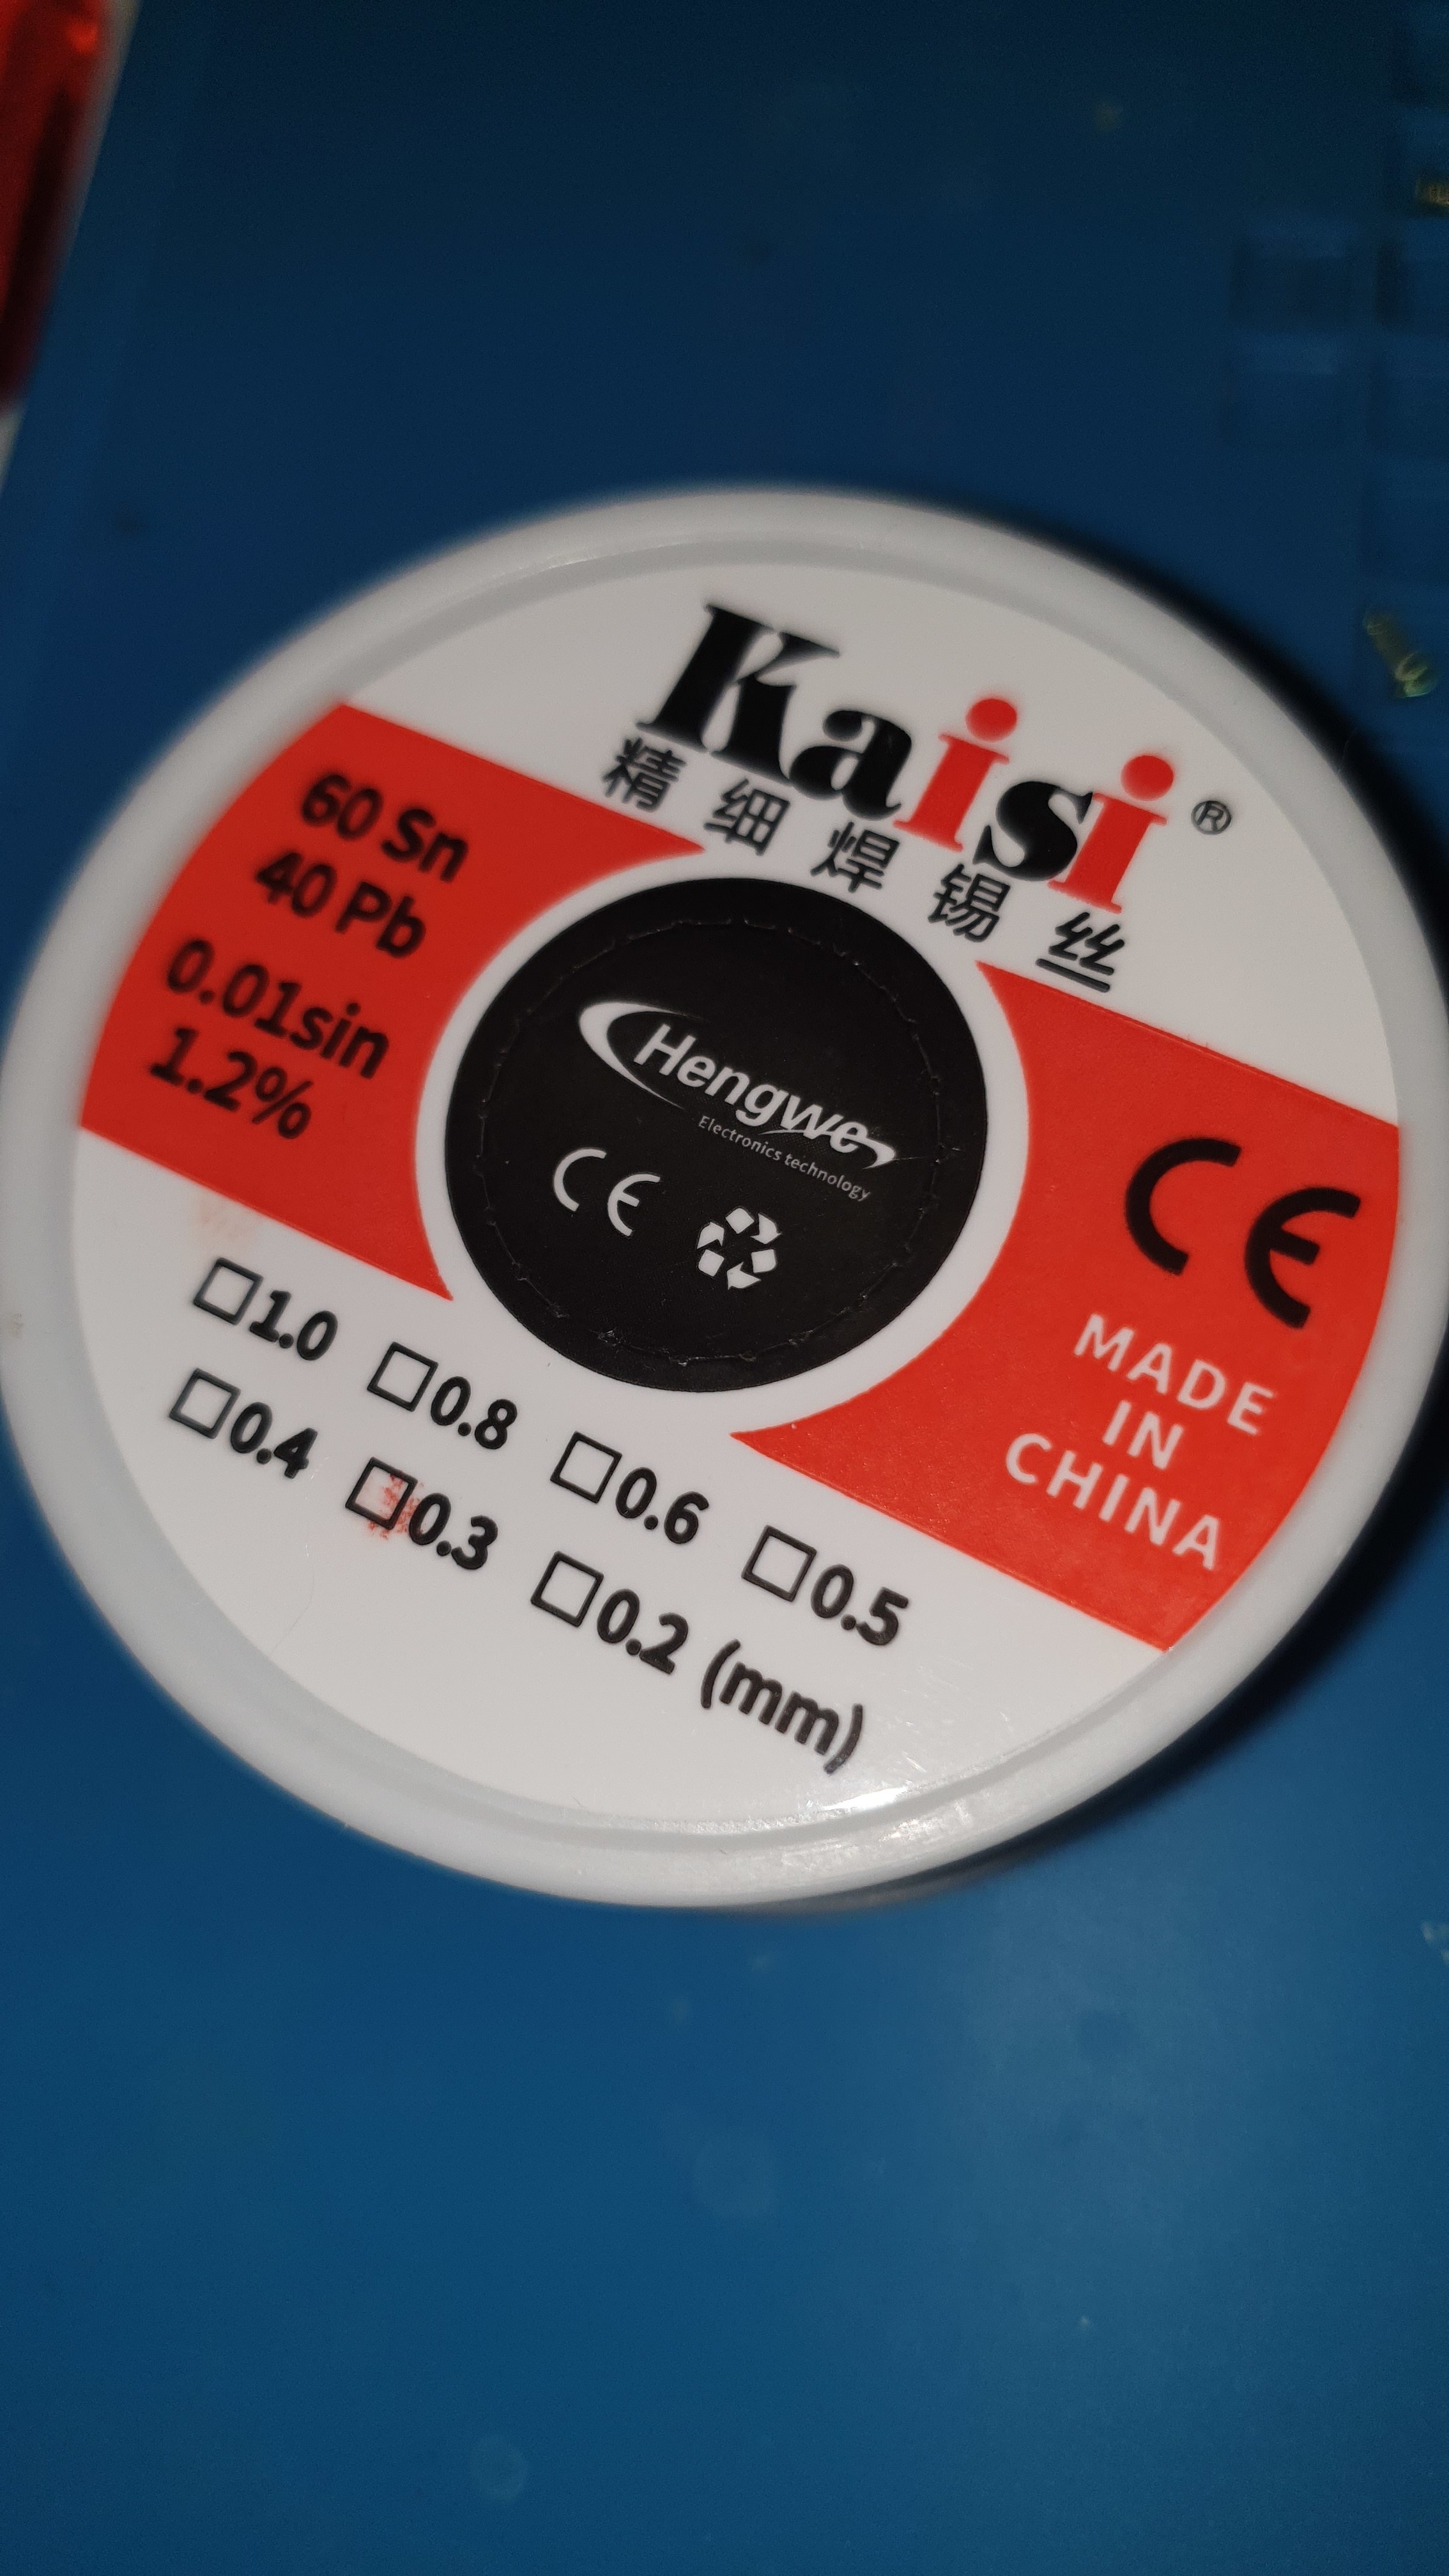 Kaisi®
精细焊锡丝
60 Sn
40 Pb
0.01sin
1.2%
Hengwe
Electronics technology
CE
CE
MADE
IN
CHINA
☐1.0 ☐0.8 ☐0.6 ☐0.5
☐0.4 ☐0.3 ☐0.2 (mm)